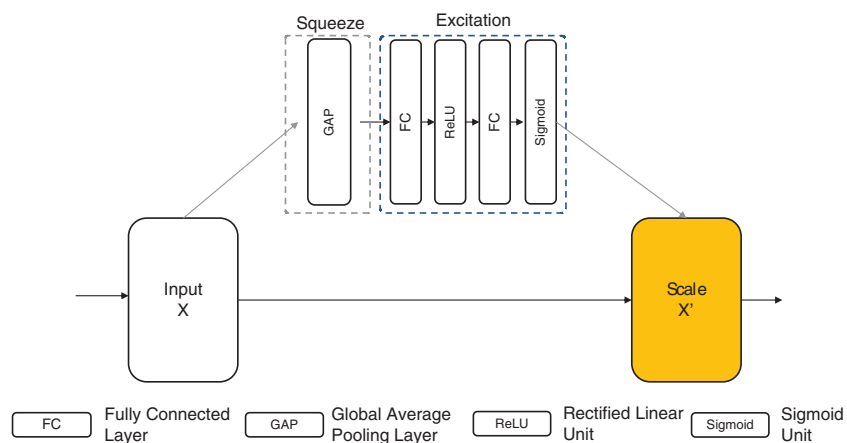 Squeeze
Excitation
GAP
FC
ReLU
FC
Sigmoid
Input
X
Scale
X'
FC
Fully Connected
Layer
GAP
Global Average
Pooling Layer
ReLU
Rectified Linear
Unit
Sigmoid
Sigmoid
Unit